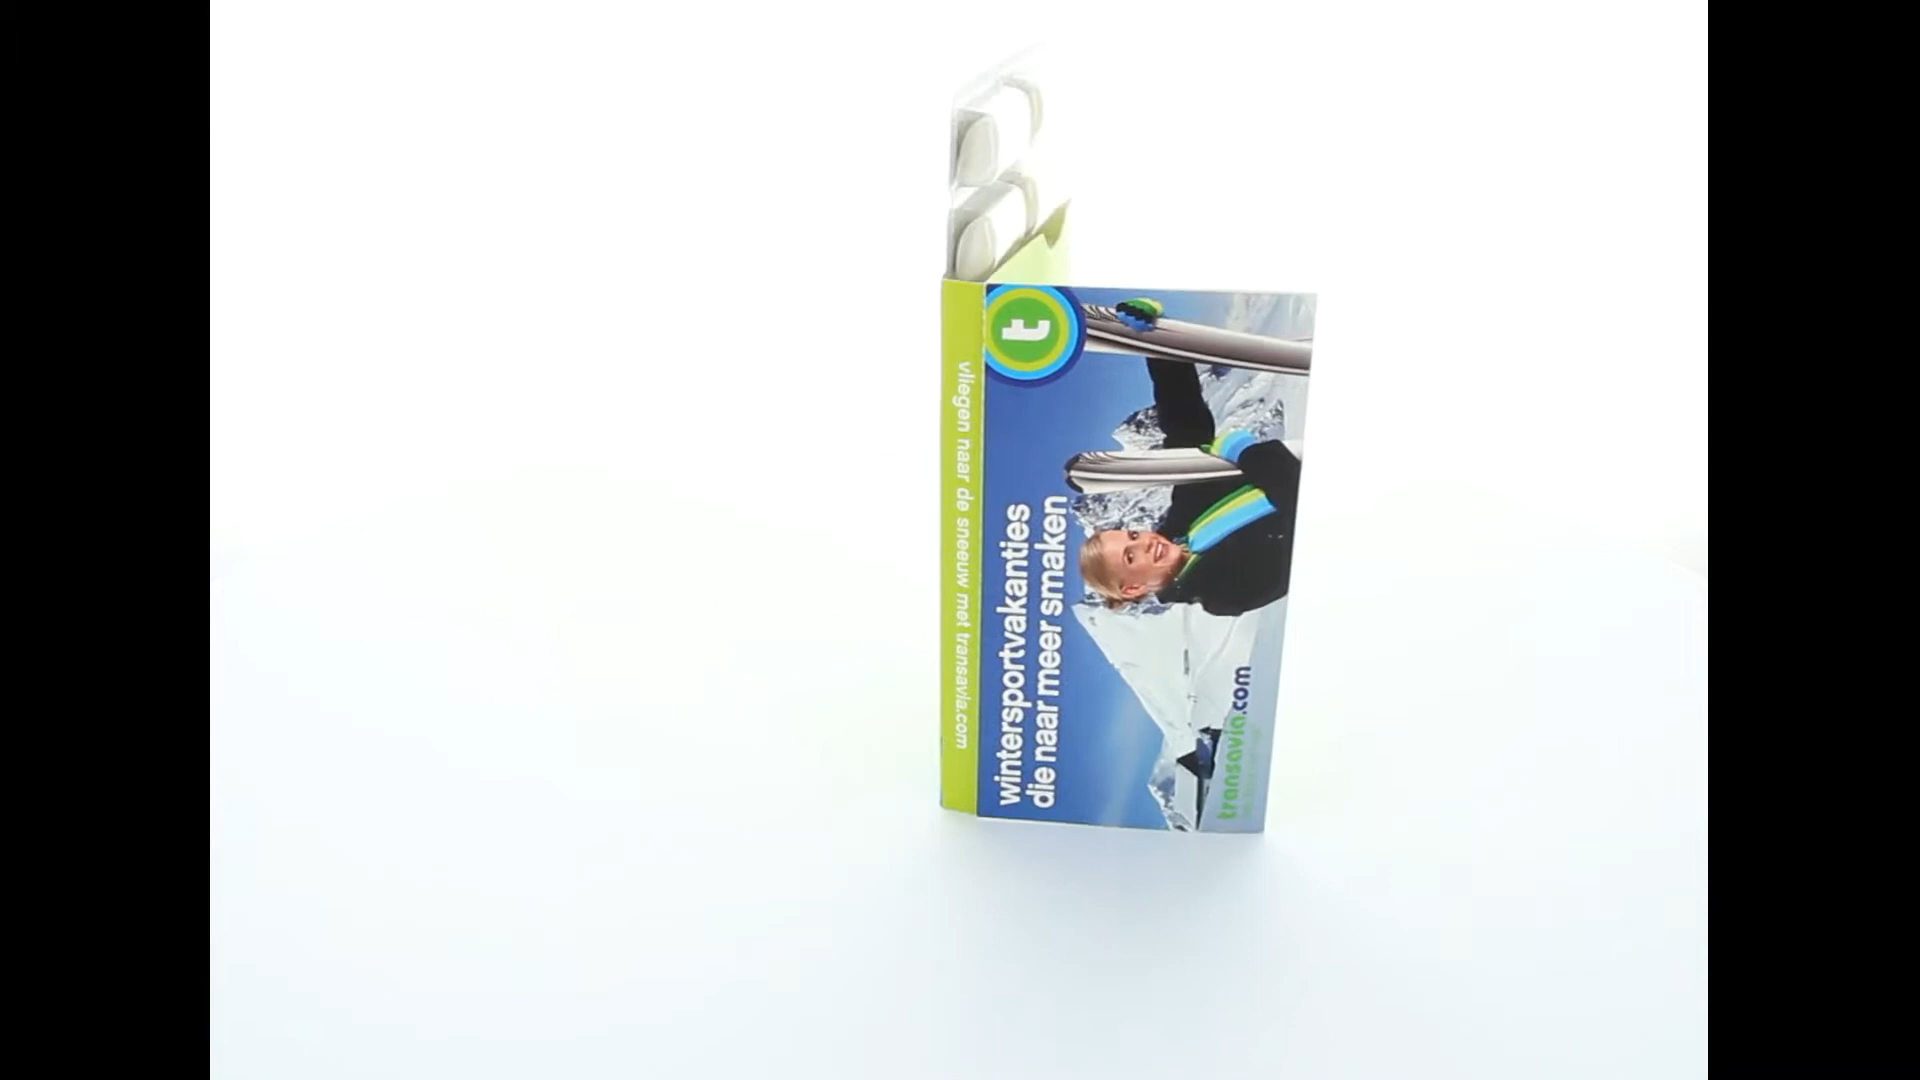 t
vliegen naar de sneeuw met transavia.com
wintersportvakanties
die naar meer smaken
transavia.com